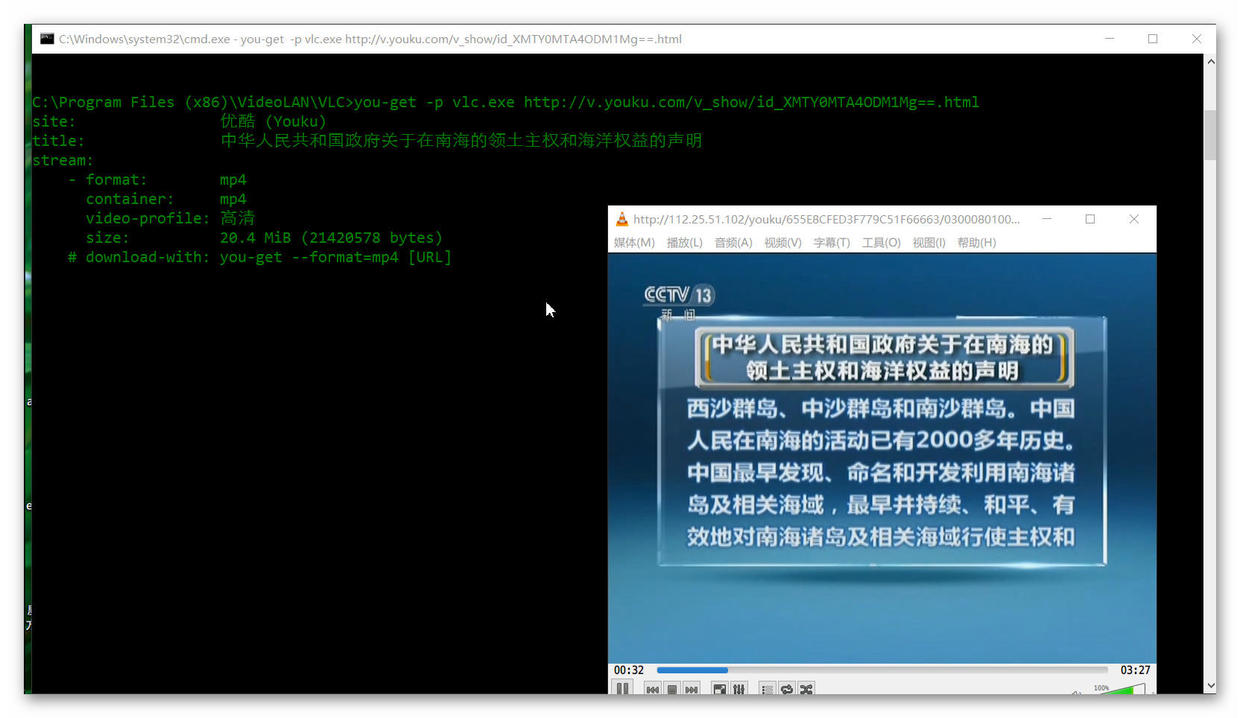 C:\Windows\system32\cmd.exe - you-get  -p vlc.exe http://v.youku.com/v_show/id_XMTY0MTA4ODM1Mg==.html
C:\Program Files (x86)\VideoLAN\VLC>you-get -p vlc.exe http://v.youku.com/v_show/id_XMTY0MTA4ODM1Mg==.html
site: 优酷 (Youku)
title: 中华人民共和国政府关于在南海的领土主权和海洋权益的声明
stream:
- format: mp4
container: mp4
video-profile: 高清
size: 20.4 MiB (21420578 bytes)
# download-with: you-get --format=mp4 [URL]
http://112.25.51.102/youku/655E8CFED3F779C51F66663/0300080100...
媒体(M) 播放(L) 音频(A) 视频(V) 字幕(T) 工具(O) 视图(I) 帮助(H)
CCTV 13
新闻
中华人民共和国政府关于在南海的
领土主权和海洋权益的声明
西沙群岛、中沙群岛和南沙群岛。中国
人民在南海的活动已有2000多年历史。
中国最早发现、命名和开发利用南海诸
岛及相关海域，最早并持续、和平、有
效地对南海诸岛及相关海域行使主权和
00:32 03:27
100%